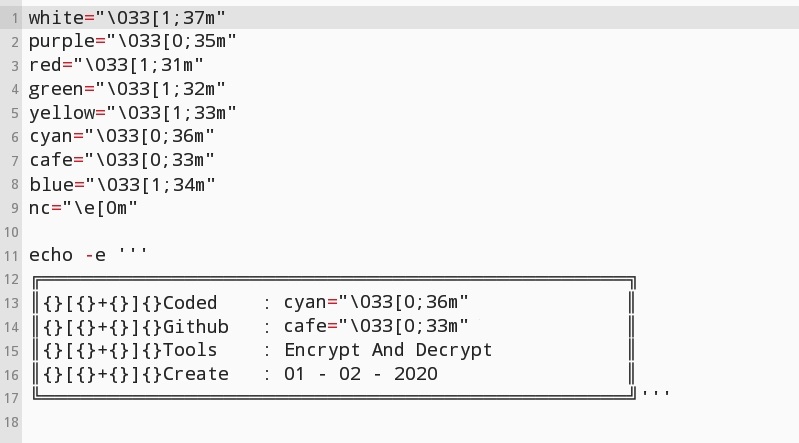 1 white="\033[1;37m"
2 purple="\033[0;35m"
3 red="\033[1;31m"
4 green="\033[1;32m"
5 yellow="\033[1;33m"
6 cyan="\033[0;36m"
7 cafe="\033[0;33m"
8 blue="\033[1;34m"
9 nc="\e[0m"
10
11 echo -e '''
12 ╔══════════════════════════════════════════════════╗
13 ║{}[{}+{}]{}Coded    : cyan="\033[0;36m" ║
14 ║{}[{}+{}]{}Github   : cafe="\033[0;33m" ║
15 ║{}[{}+{}]{}Tools    : Encrypt And Decrypt ║
16 ║{}[{}+{}]{}Create   : 01 - 02 - 2020 ║
17 ╚══════════════════════════════════════════════════╝'''
18